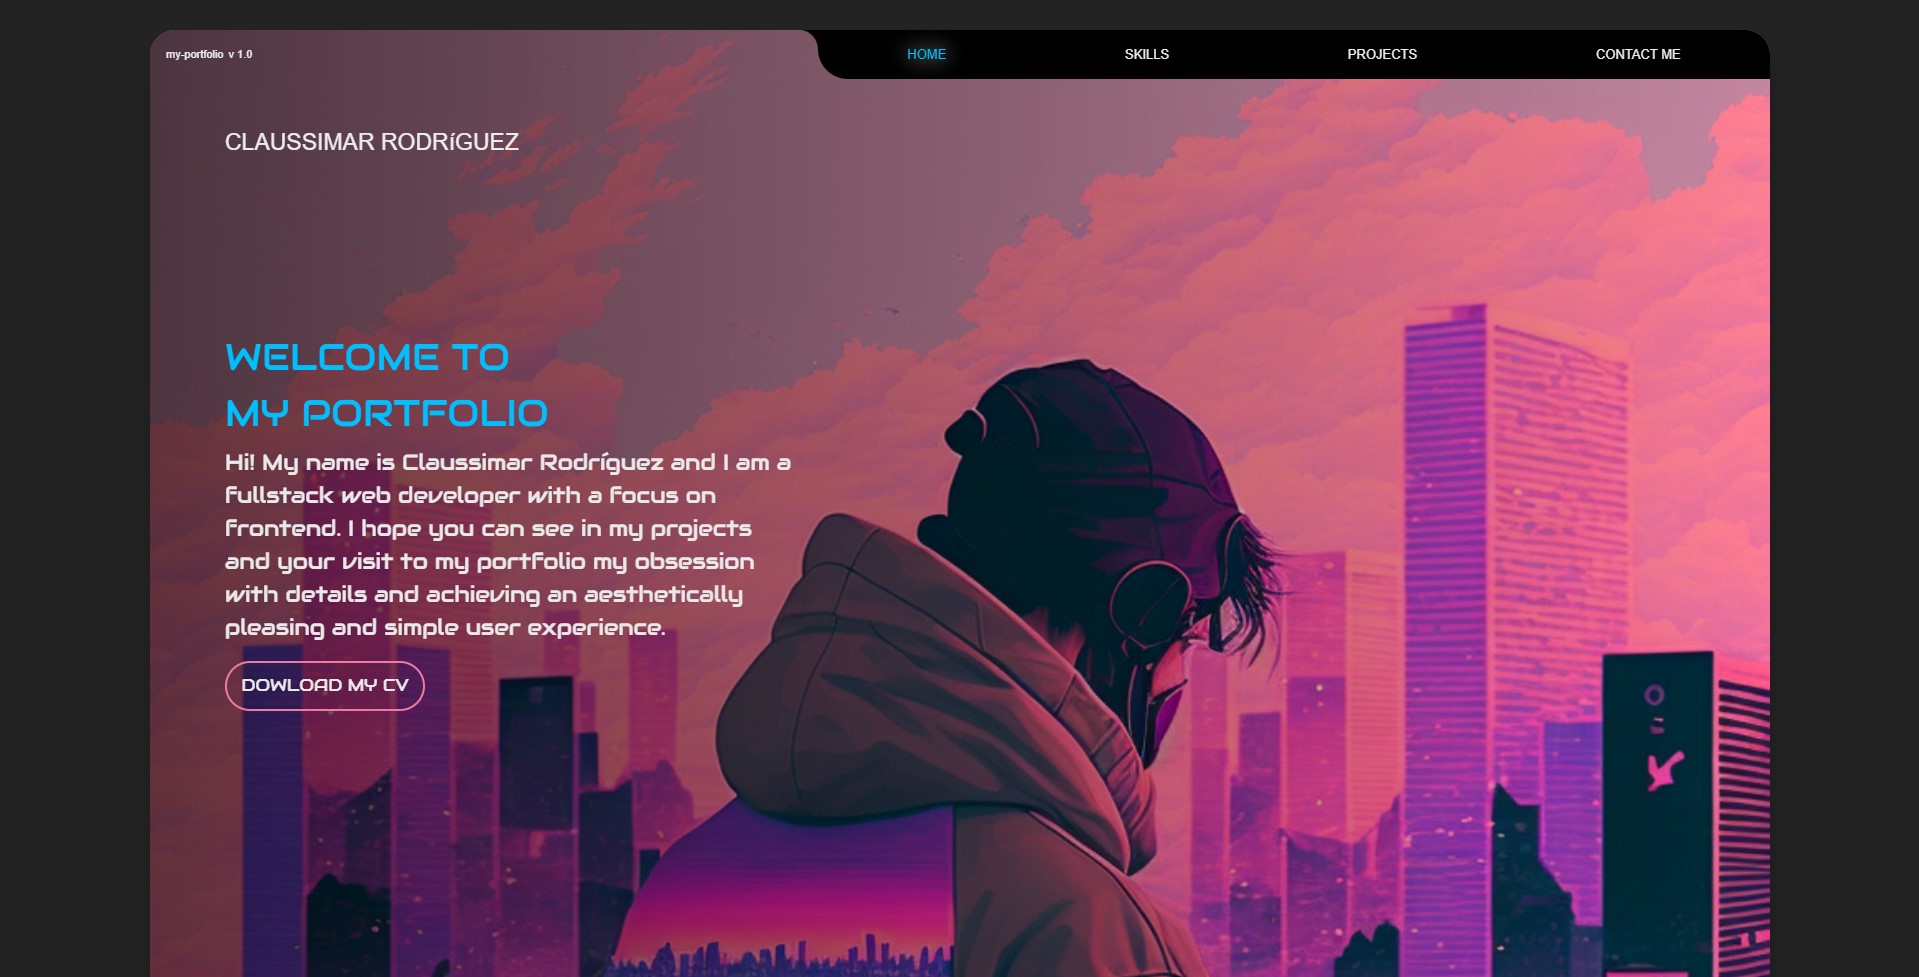 my-portfolio v 1.0
HOME SKILLS PROJECTS CONTACT ME
CLAUSSIMAR RODRíGUEZ
WELCOME TO
MY PORTFOLIO
Hi! My name is Claussimar Rodríguez and I am a
fullstack web developer with a focus on
frontend. I hope you can see in my projects
and your visit to my portfolio my obsession
with details and achieving an aesthetically
pleasing and simple user experience.
DOWLOAD MY CV